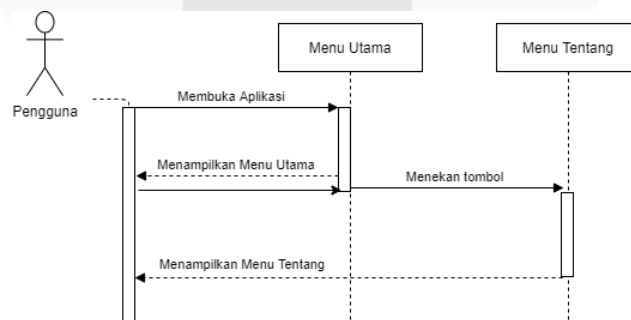 Menu Utama
Menu Tentang
Pengguna
Membuka Aplikasi
Menampilkan Menu Utama
Menekan tombol
Menampilkan Menu Tentang